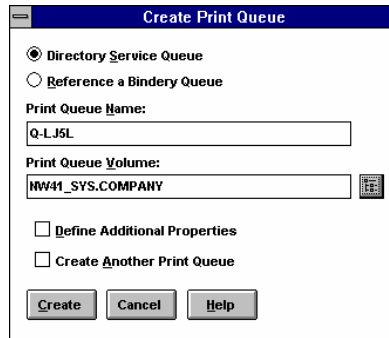 Create Print Queue
Directory Service Queue
Reference a Bindery Queue
Print Queue Name:
Q-LJ5L
Print Queue Volume:
NW41_SYS.COMPANY
Define Additional Properties
Create Another Print Queue
Create Cancel Help